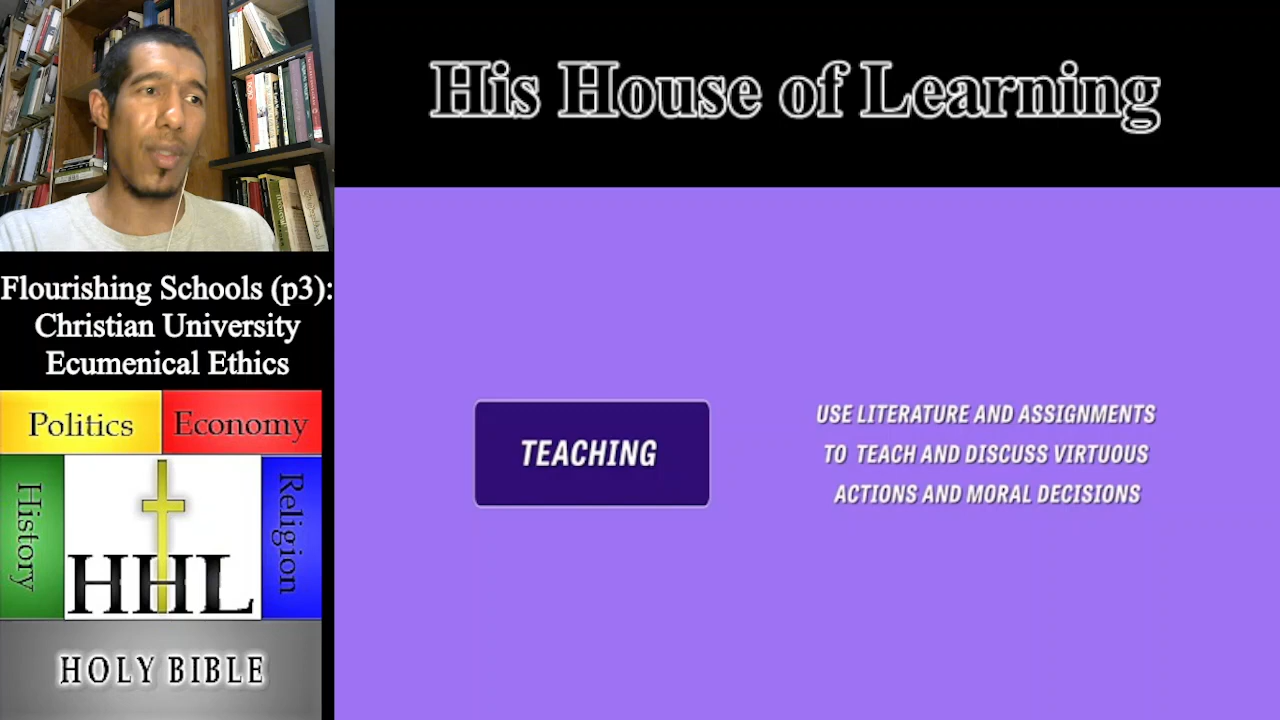 His House of Learning
Flourishing Schools (p3):
Christian University
Ecumenical Ethics
Politics
Economy
History
HHL
Religion
HOLY BIBLE
TEACHING
USE LITERATURE AND ASSIGNMENTS
TO TEACH AND DISCUSS VIRTUOUS
ACTIONS AND MORAL DECISIONS